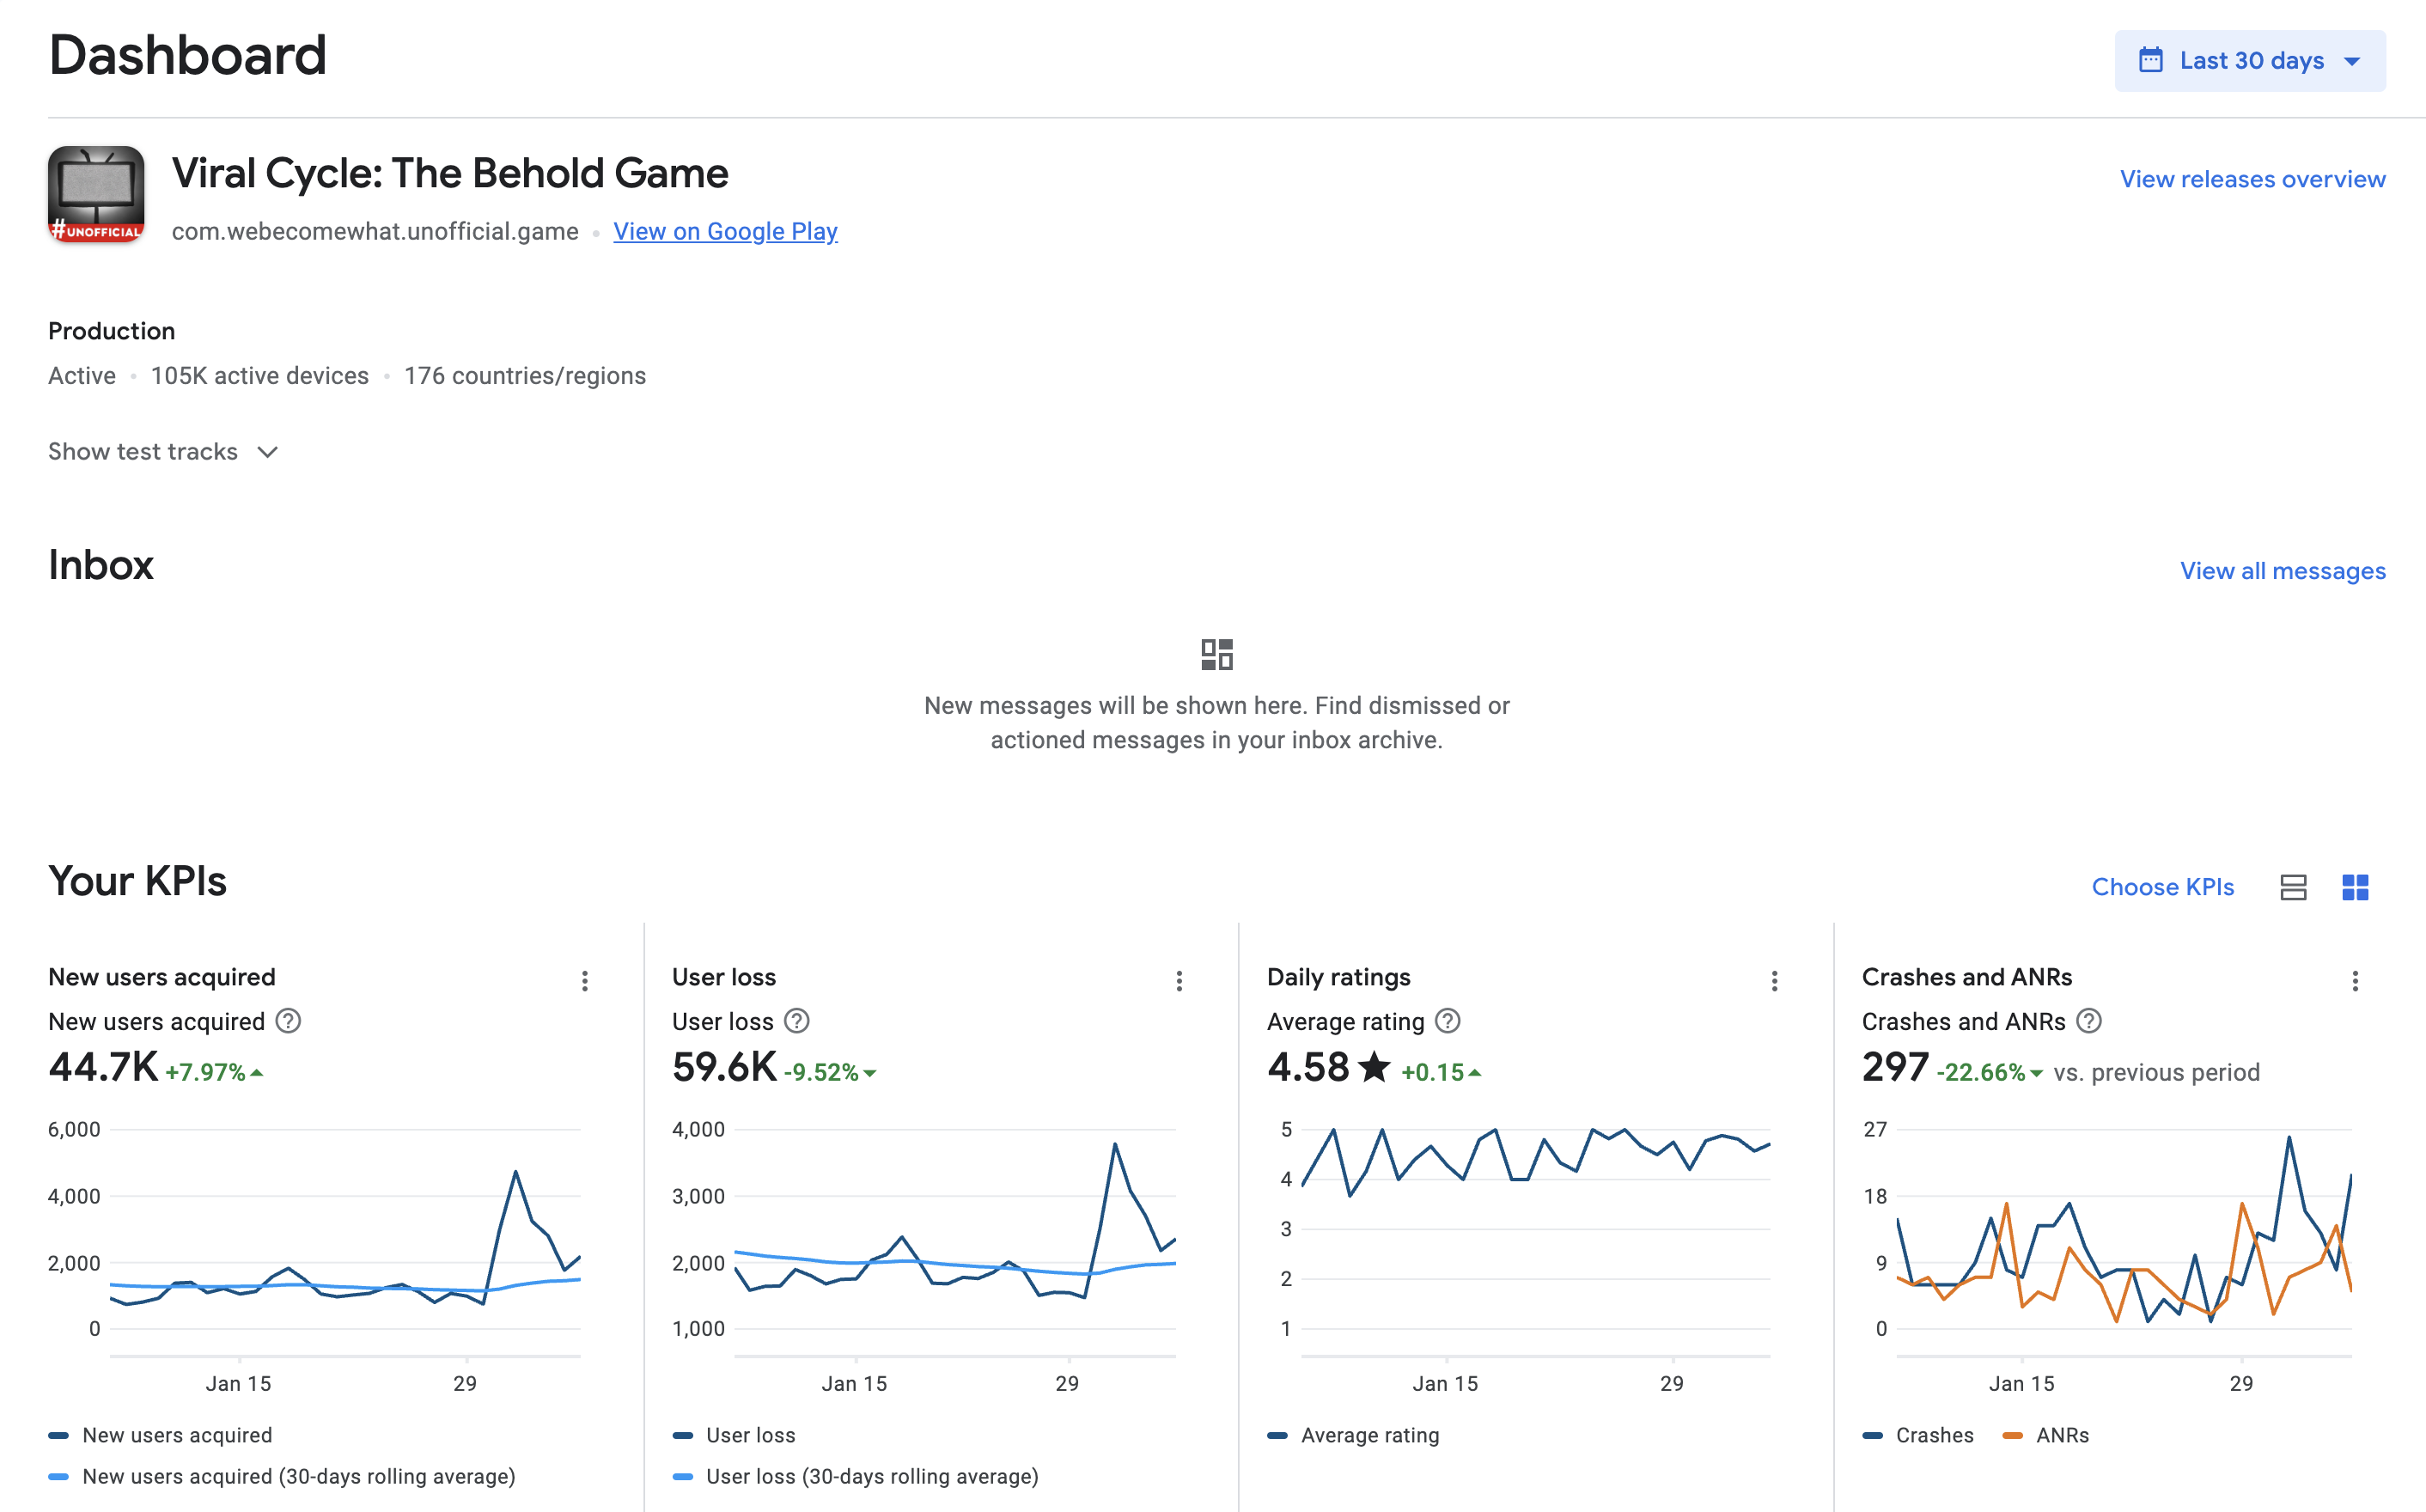 Dashboard
Last 30 days
#UNOFFICIAL
Viral Cycle: The Behold Game
View releases overview
com.webecomewhat.unofficial.game • View on Google Play
Production
Active • 105K active devices • 176 countries/regions
Show test tracks
Inbox
View all messages
New messages will be shown here. Find dismissed or
actioned messages in your inbox archive.
Your KPIs
Choose KPIs
New users acquired
New users acquired
44.7K +7.97%
6,000
4,000
2,000
0
Jan 15 29
New users acquired
New users acquired (30-days rolling average)
User loss
User loss
59.6K -9.52%
4,000
3,000
2,000
1,000
Jan 15 29
User loss
User loss (30-days rolling average)
Daily ratings
Average rating
4.58 ★ +0.15
5
4
3
2
1
Jan 15 29
Average rating
Crashes and ANRs
Crashes and ANRs
297 -22.66% vs. previous period
27
18
9
0
Jan 15 29
Crashes ANRs